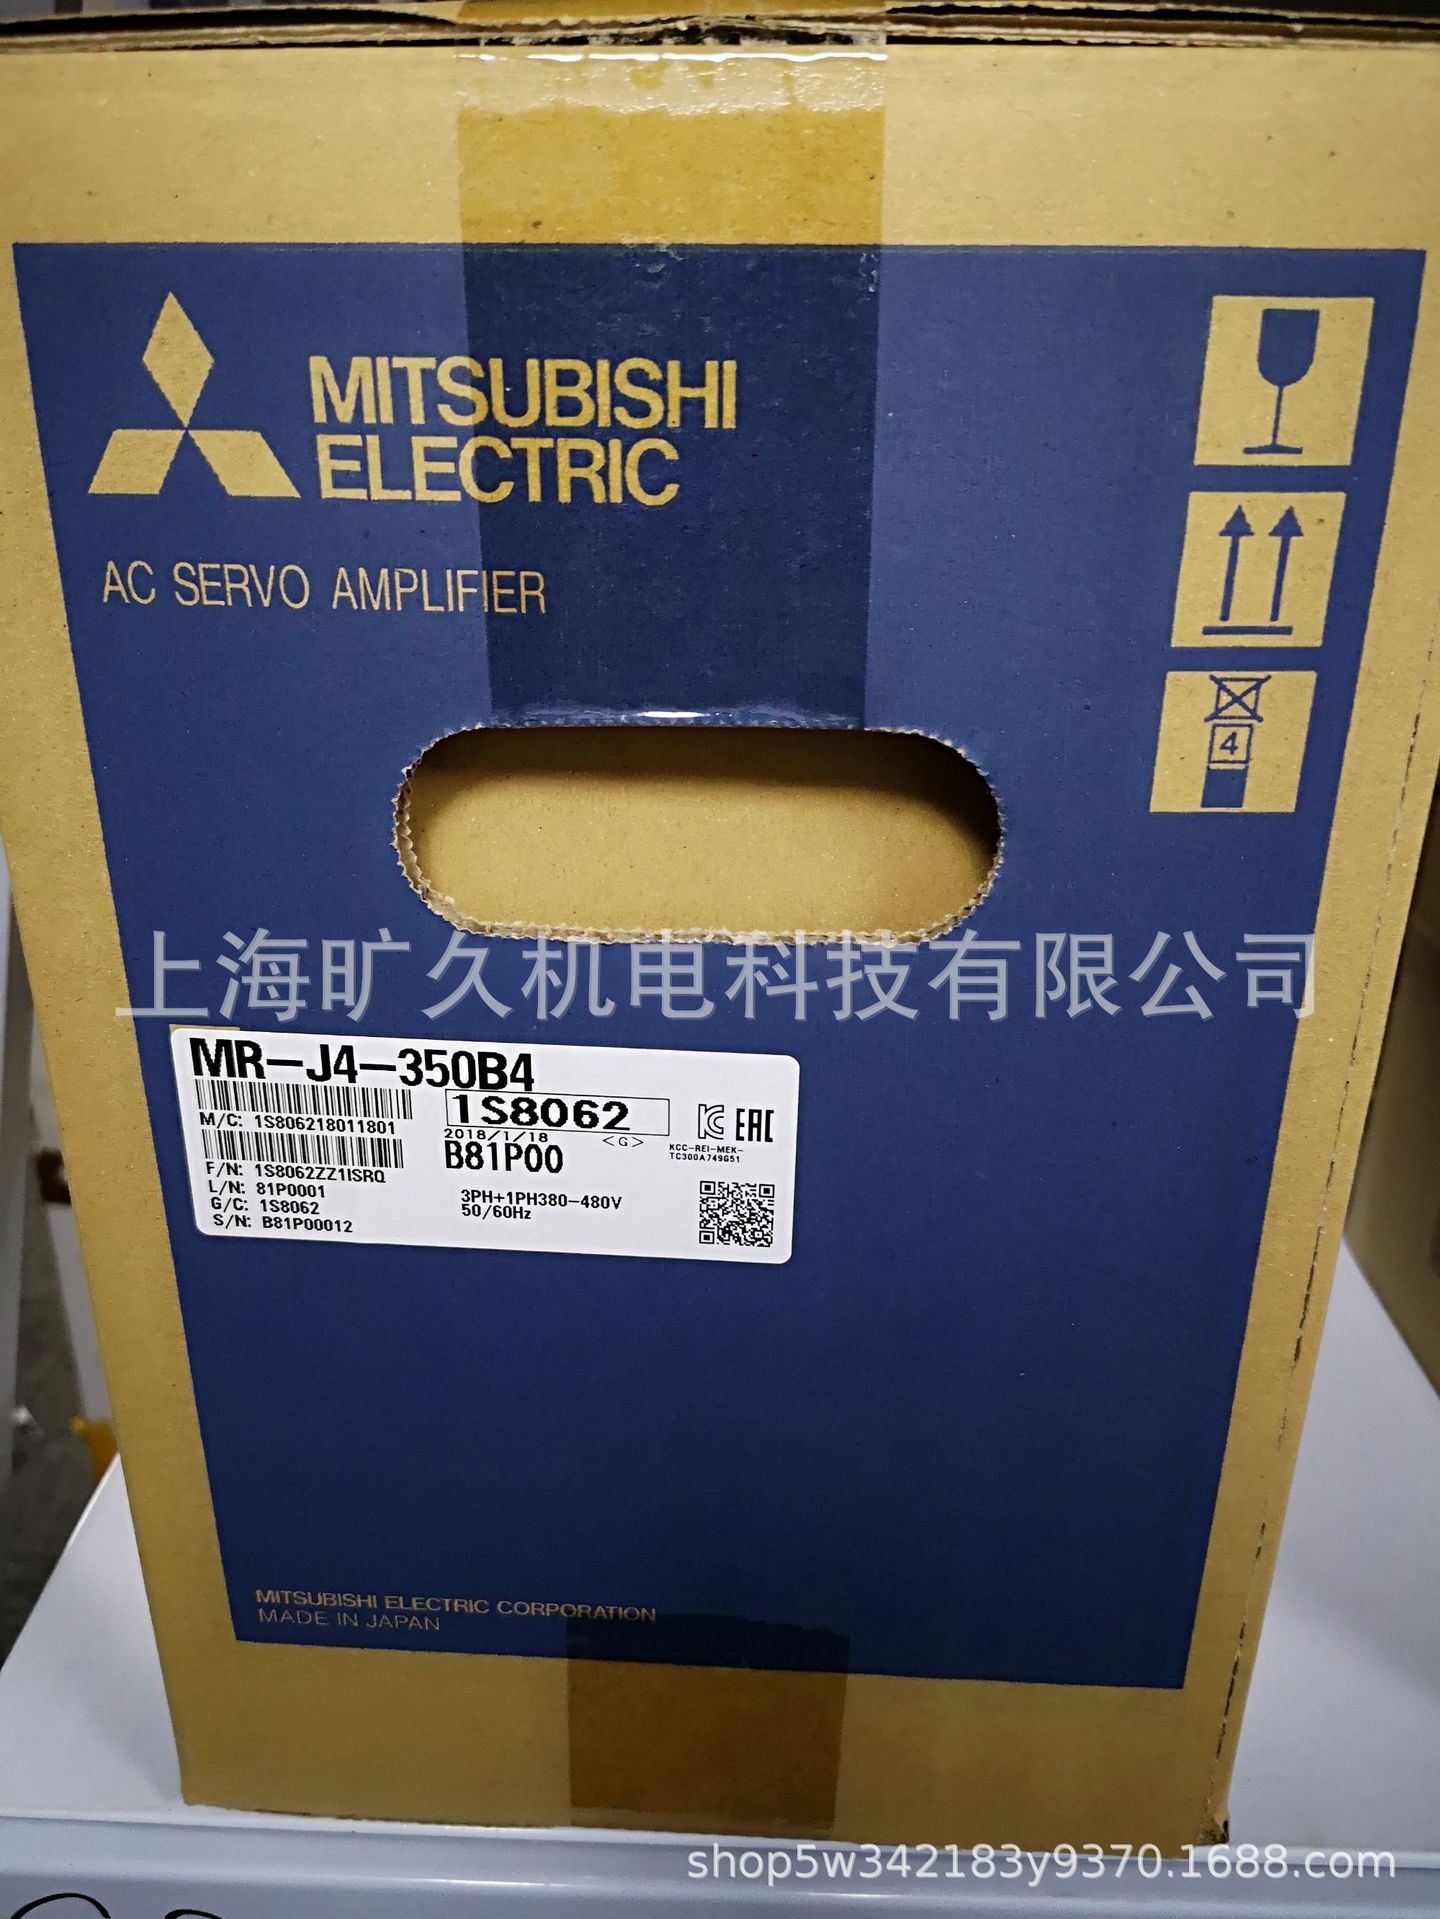 MITSUBISHI
ELECTRIC
AC SERVO AMPLIFIER
4
上海旷久机电科技有限公司
MR-J4-350B4
1S8062
M/C: 1S806218011801
2018/1/18
<G>
B81P00
KCC-REI-MEK-
TC300A749G51
EAC
F/N: 1S8062ZZ1ISRQ
L/N: 81P0001
G/C: 1S8062
S/N: B81P00012
3PH+1PH380-480V
50/60Hz
MITSUBISHI ELECTRIC CORPORATION
MADE IN JAPAN
shop5w342183y9370.1688.com